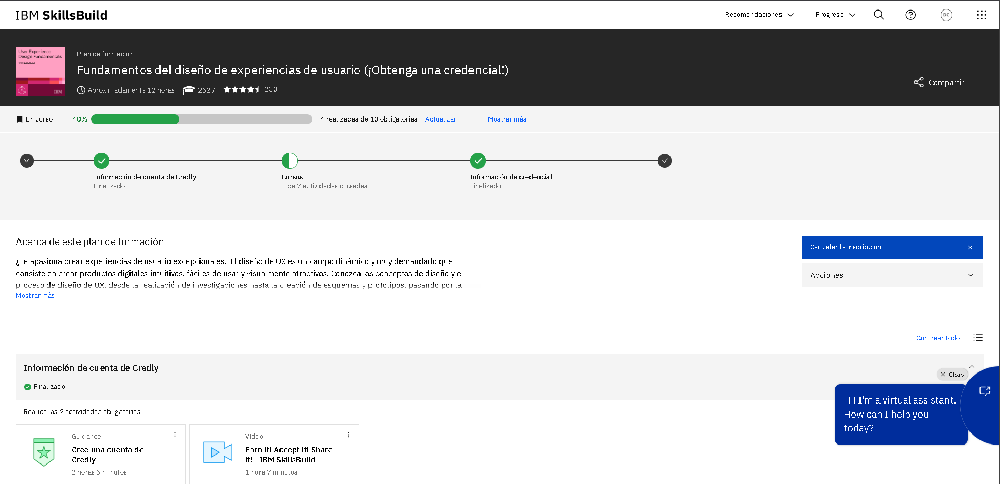 IBM SkillsBuild
Recomendaciones
Progreso
DC
User Experience
Design Fundamentals
IBM SkillsBuild
IBM
Plan de formación
Fundamentos del diseño de experiencias de usuario (¡Obtenga una credencial!)
Aproximadamente 12 horas
2527
230
Compartir
En curso
40%
4 realizadas de 10 obligatorias
Actualizar
Mostrar más
Información de cuenta de Credly
Finalizado
Cursos
1 de 7 actividades cursadas
Información de credencial
Finalizado
Acerca de este plan de formación
¿Le apasiona crear experiencias de usuario excepcionales? El diseño de UX es un campo dinámico y muy demandado que
consiste en crear productos digitales intuitivos, fáciles de usar y visualmente atractivos. Conozca los conceptos de diseño y el
proceso de diseño de UX, desde la realización de investigaciones hasta la creación de esquemas y prototipos, pasando por la
Mostrar más
Cancelar la inscripción
Acciones
Contraer todo
Información de cuenta de Credly
Finalizado
Close
Hi! I'm a virtual assistant.
How can I help you
today?
Realice las 2 actividades obligatorias
Guidance
Cree una cuenta de
Credly
2 horas 5 minutos
Vídeo
Earn it! Accept it! Share
it! | IBM SkillsBuild
1 hora 7 minutos